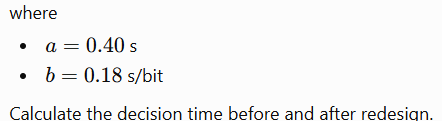 where
• a = 0.40 s
• b = 0.18 s/bit
Calculate the decision time before and after redesign.